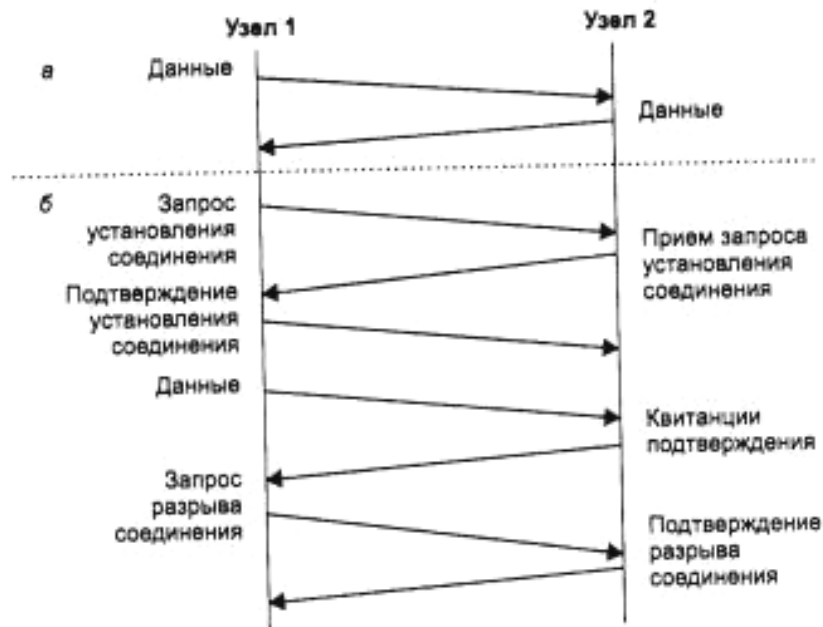 Узел 1
Узел 2
а
Данные
Данные
б
Запрос
установления
соединения
Прием запроса
установления
соединения
Подтверждение
установления
соединения
Данные
Квитанции
подтверждения
Запрос
разрыва
соединения
Подтверждение
разрыва
соединения